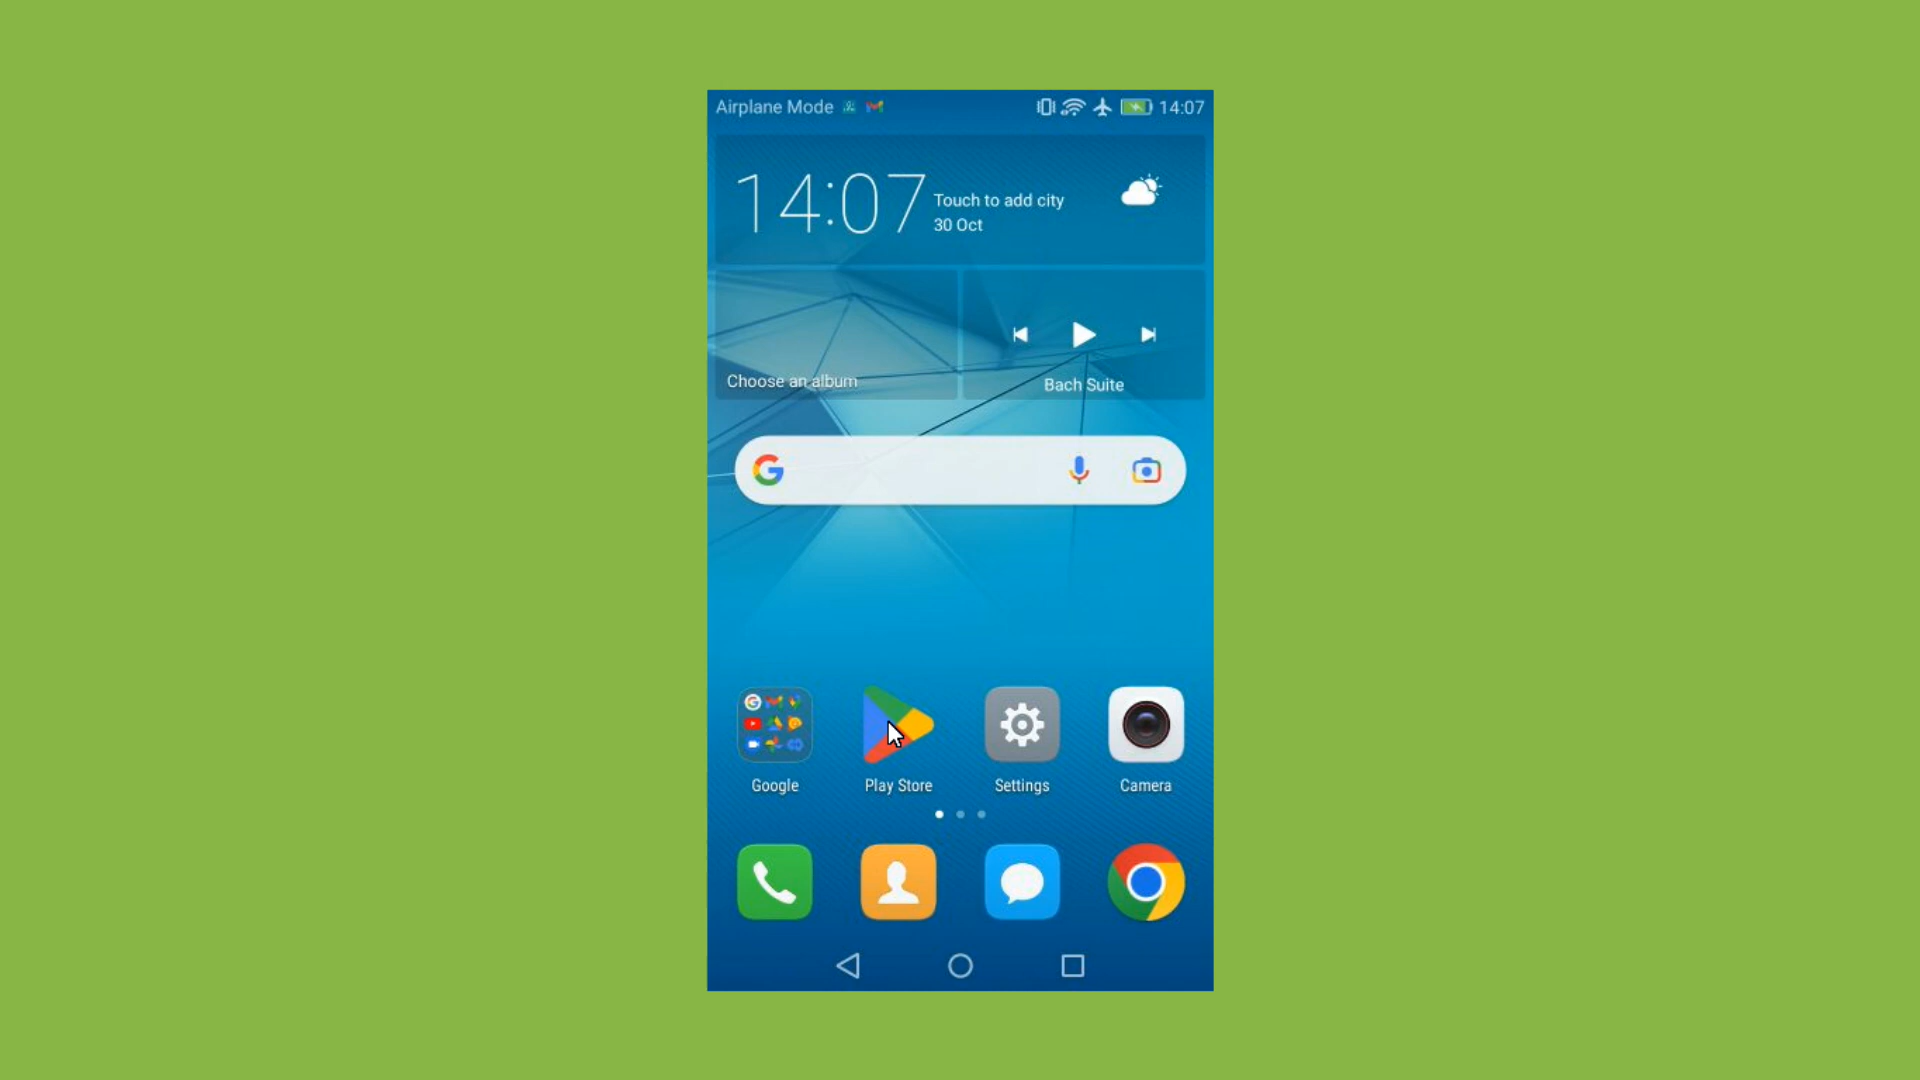 Airplane Mode 14:07
14:07
Touch to add city
30 Oct
Choose an album
Bach Suite
Google Play Store Settings Camera